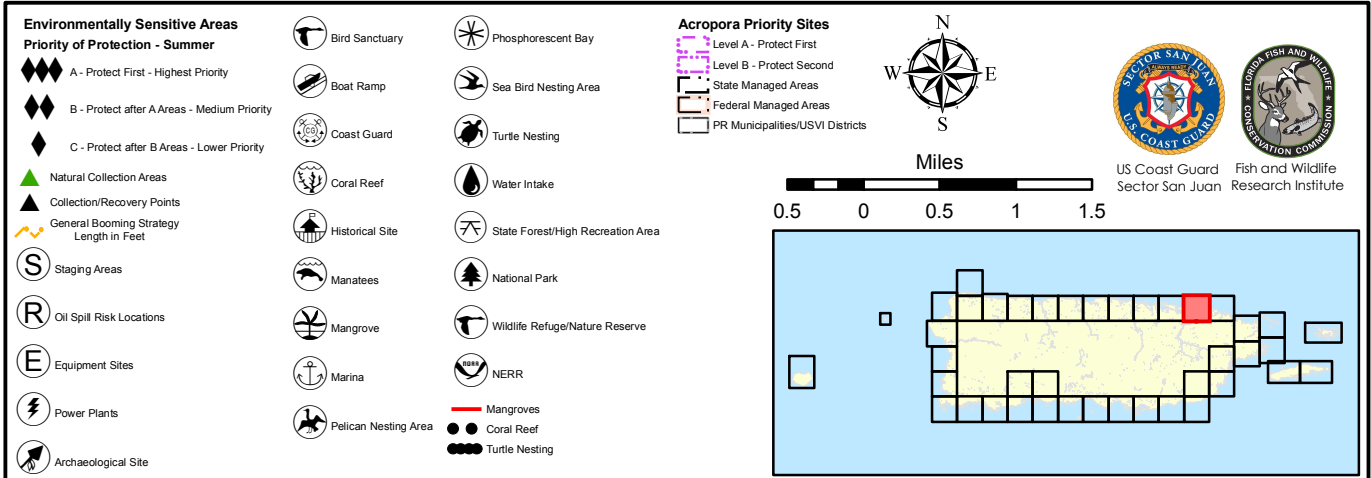 Environmentally Sensitive Areas
Priority of Protection - Summer
A - Protect First - Highest Priority
B - Protect after A Areas - Medium Priority
C - Protect after B Areas - Lower Priority
Natural Collection Areas
Collection/Recovery Points
General Booming Strategy
Length in Feet
S
Staging Areas
R
Oil Spill Risk Locations
E
Equipment Sites
Power Plants
Archaeological Site
Bird Sanctuary
Boat Ramp
CG
Coast Guard
Coral Reef
Historical Site
Manatees
Mangrove
Marina
Pelican Nesting Area
Phosphorescent Bay
Sea Bird Nesting Area
Turtle Nesting
Water Intake
State Forest/High Recreation Area
National Park
Wildlife Refuge/Nature Reserve
NERR
Mangroves
Coral Reef
Turtle Nesting
Acropora Priority Sites
Level A - Protect First
Level B - Protect Second
State Managed Areas
Federal Managed Areas
PR Municipalities/USVI Districts
N
W
E
S
Miles
0.5 0 0.5 1 1.5
SECTOR SAN JUAN
ALWAYS READY
U.S. COAST GUARD
US Coast Guard
Sector San Juan
FLORIDA FISH AND WILDLIFE
CONSERVATION COMMISSION
Fish and Wildlife
Research Institute